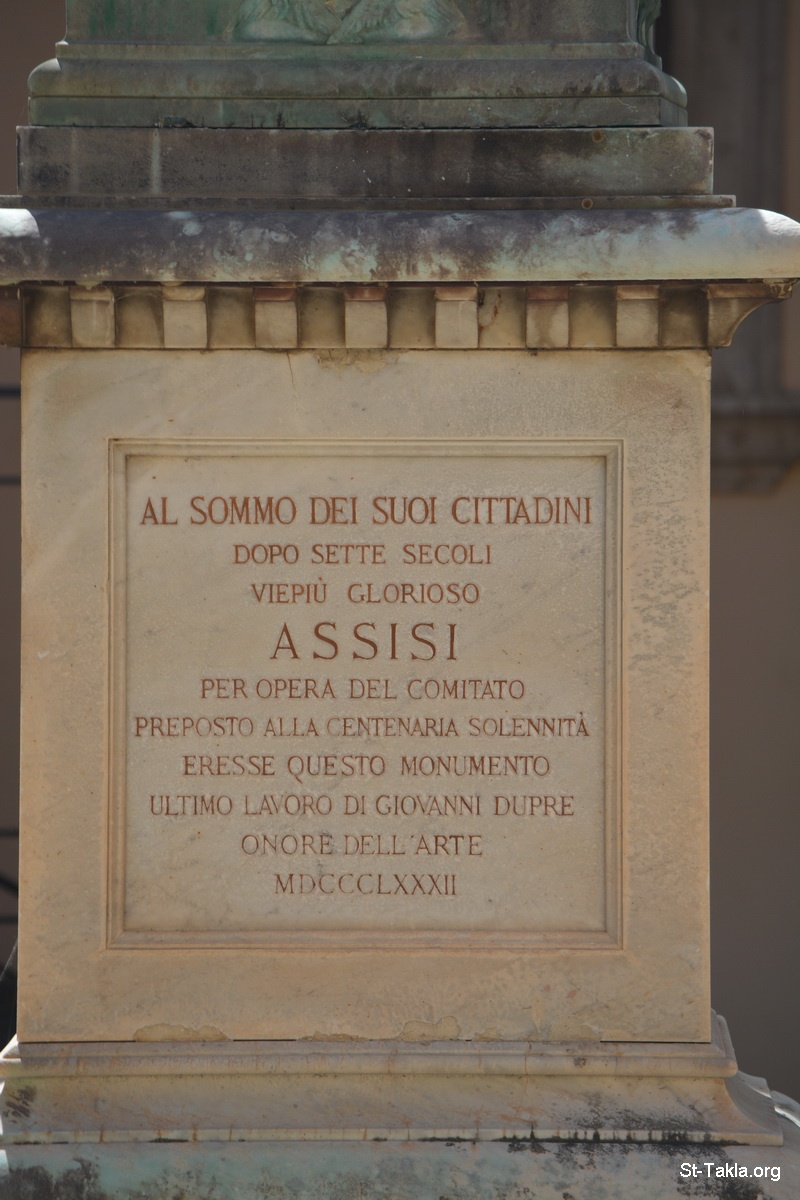 AL SOMMO DEI SUOI CITTADINI
DOPO SETTE SECOLI
VIEPIÙ GLORIOSO
ASSISI
PER OPERA DEL COMITATO
PREPOSTO ALLA CENTENARIA SOLENNITÀ
ERESSE QUESTO MONUMENTO
ULTIMO LAVORO DI GIOVANNI DUPRE
ONORE DELL'ARTE
MDCCCCLXXXII
St-Takla.org